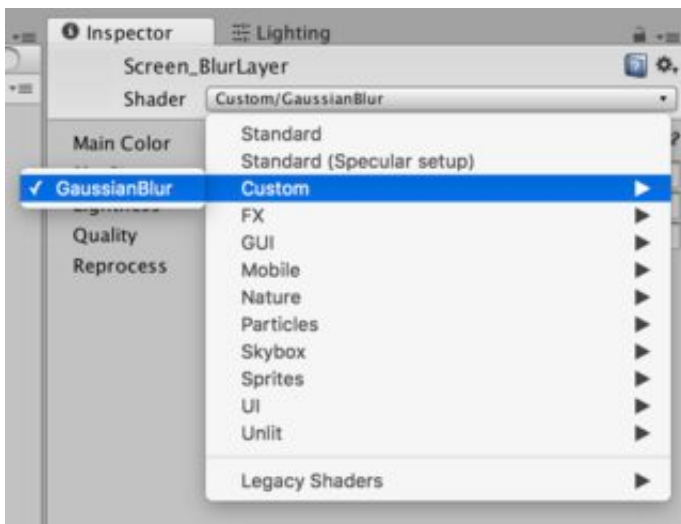 Inspector
Lighting
Screen_BlurLayer
Shader
Custom/GaussianBlur
Main Color
GaussianBlur
Quality
Reprocess
Standard
Standard (Specular setup)
Custom
FX
GUI
Mobile
Nature
Particles
Skybox
Sprites
UI
Unlit
Legacy Shaders